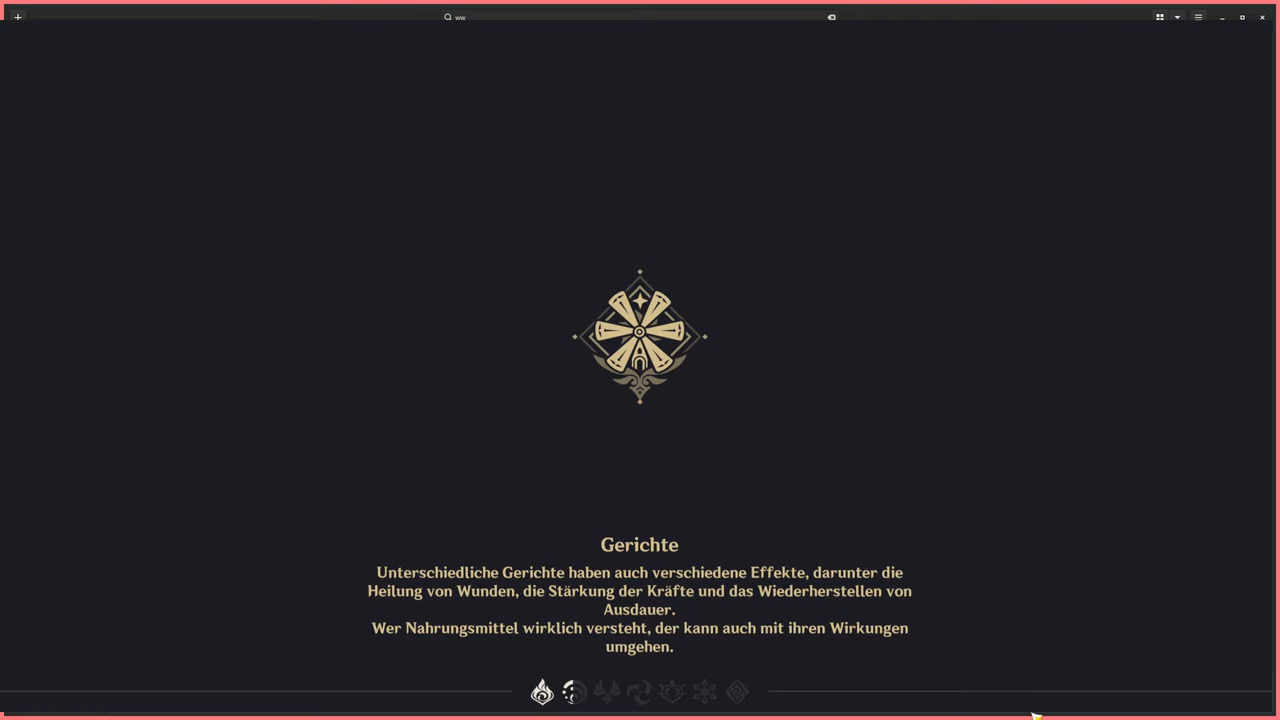 ww
Gerichte
Unterschiedliche Gerichte haben auch verschiedene Effekte, darunter die
Heilung von Wunden, die Stärkung der Kräfte und das Wiederherstellen von
Ausdauer.
Wer Nahrungsmittel wirklich versteht, der kann auch mit ihren Wirkungen
umgehen.